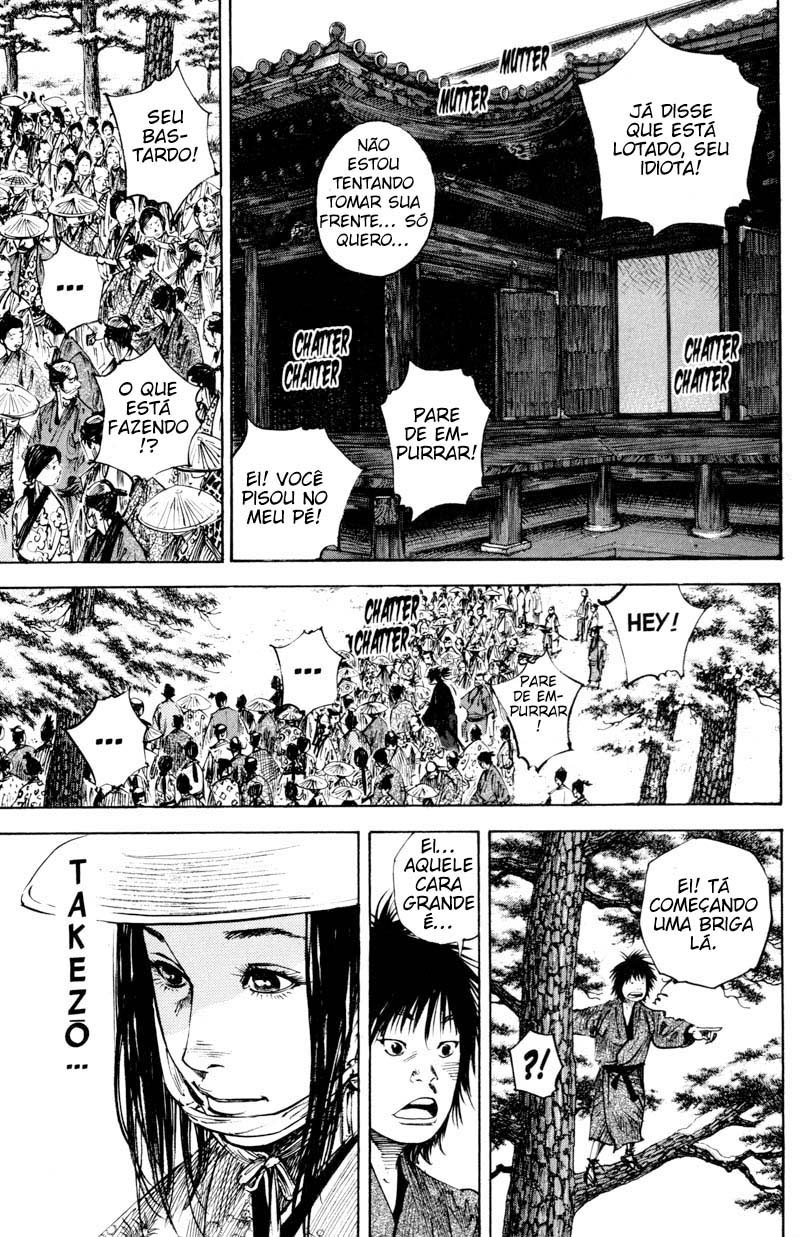 MUTTER
MUTTER
JÁ DISSE
QUE ESTÁ
LOTADO, SEU
IDIOTA!
NÃO
ESTOU
TENTANDO
TOMAR SUA
FRENTE... SÓ
QUERO...
CHATTER
CHATTER
CHATTER
CHATTER
PARE
DE EM-
PURRAR!
EI! VOCÊ
PISOU NO
MEU PÉ!
SEU
BAS-
TARDO!
...
O QUE
ESTÁ
FAZENDO
!?
HEY!
PARE
DE EM-
PURRAR
!
CHATTER
CHATTER
...
...
EI! TÁ
COMEÇANDO
UMA BRIGA
LÁ.
?!
EI...
AQUELE
CARA
GRANDE
É...
TAKEZŌ...